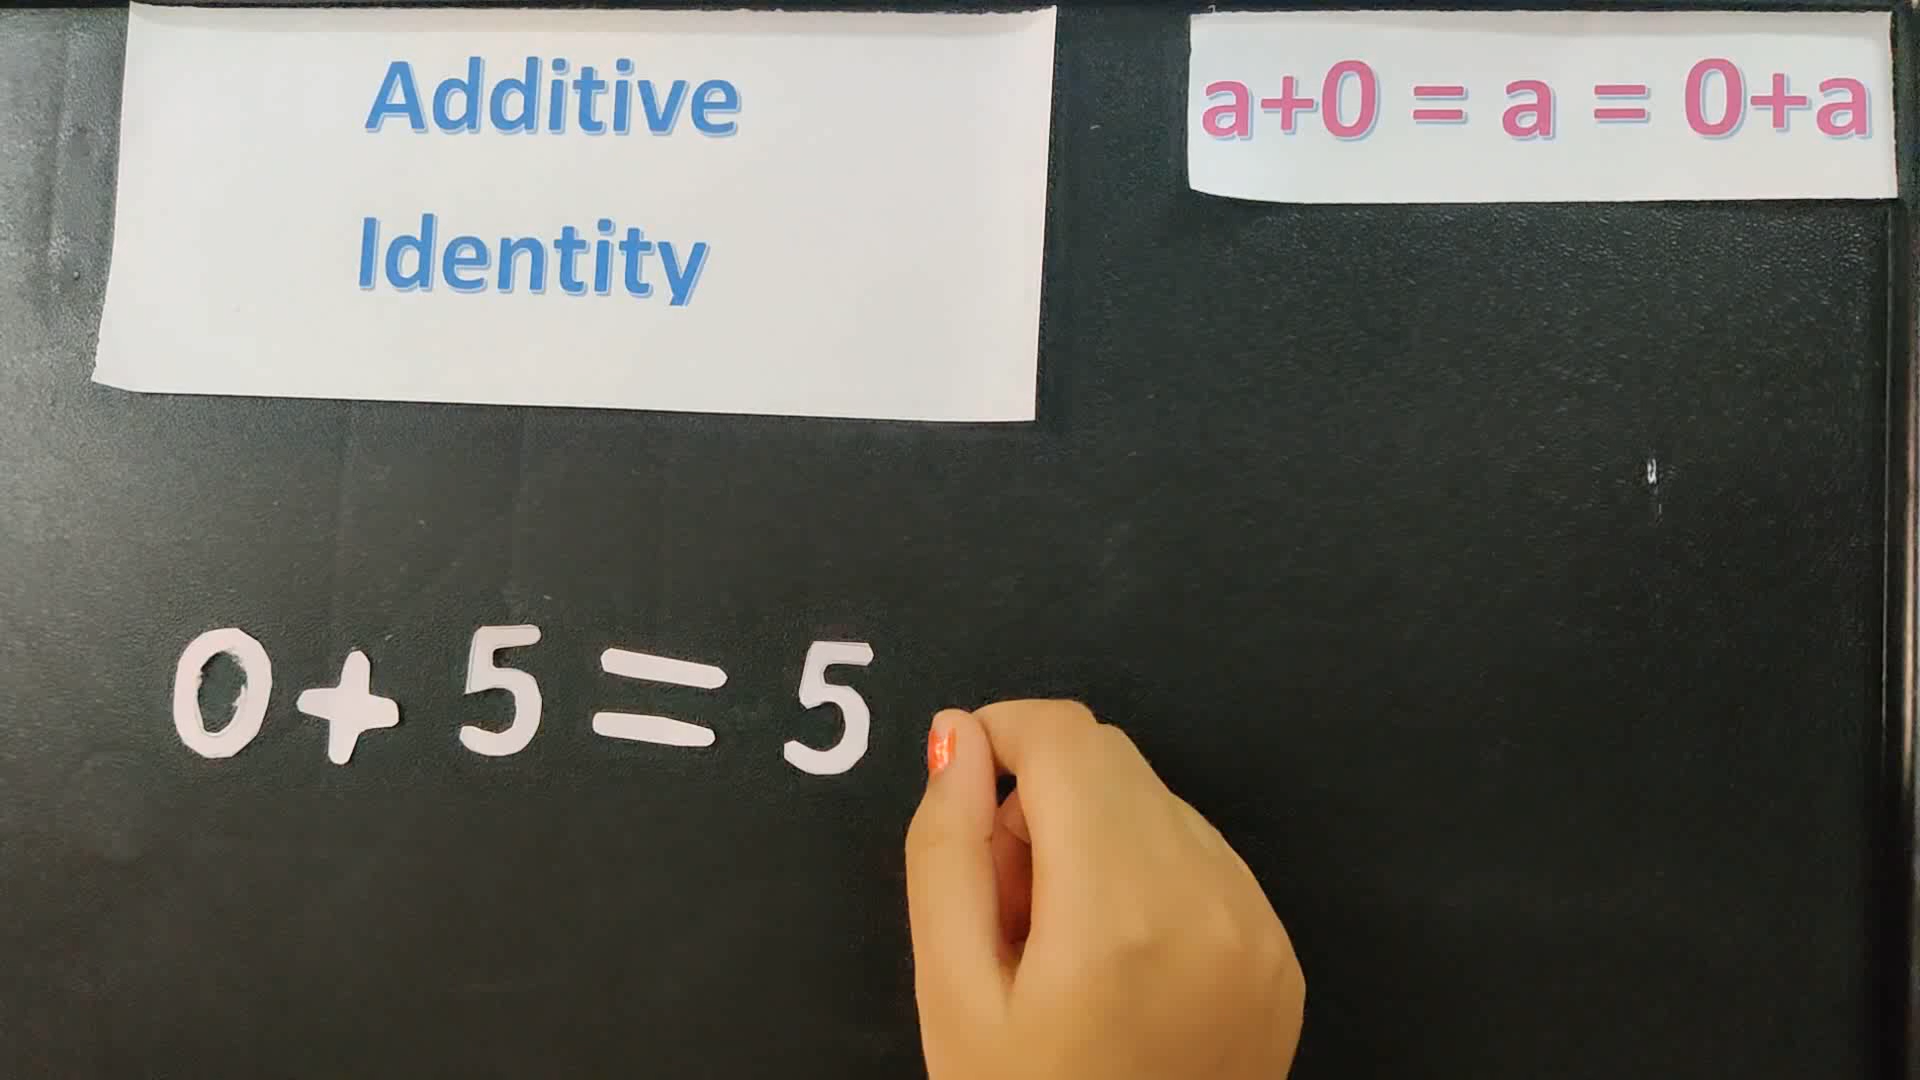 Additive
Identity
a+0 = a = 0+a
0+5=5